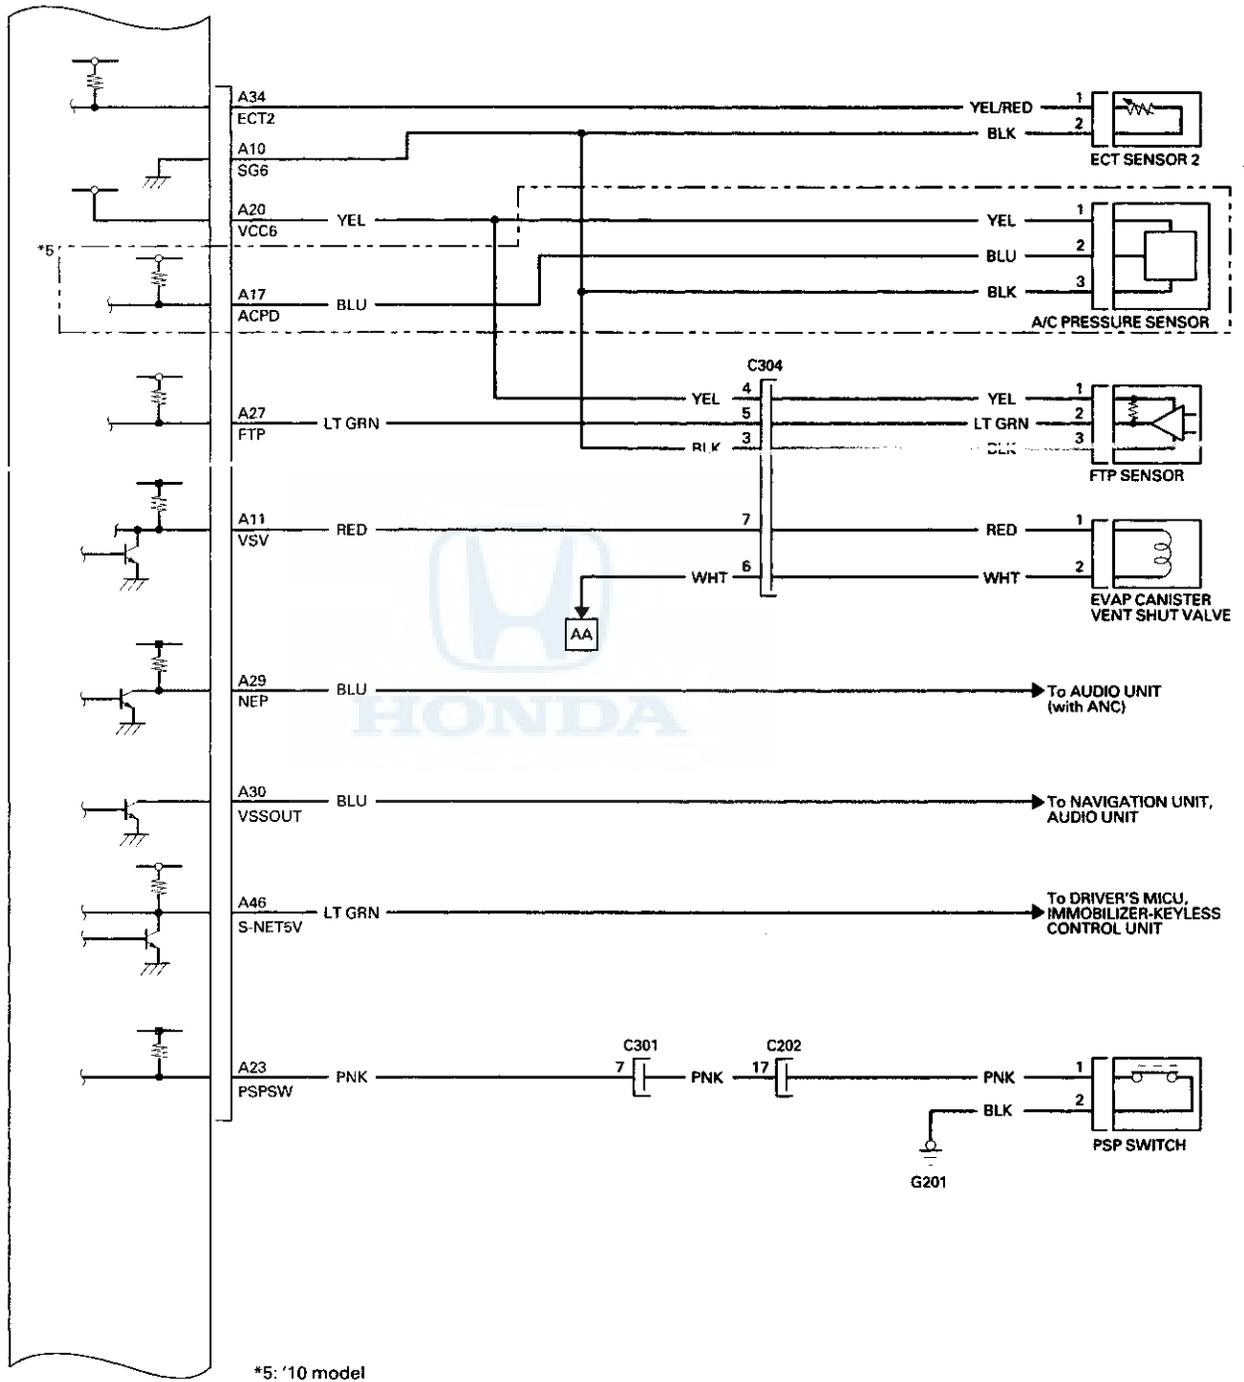 A34
ECT2
YEL/RED
1
BLK
2
ECT SENSOR 2
A10
SG6
A20
VCC6
YEL
YEL
1
*5
BLU
2
A17
ACPD
BLU
BLK
3
A/C PRESSURE SENSOR
C304
YEL
4
YEL
1
A27
FTP
LT GRN
5
LT GRN
2
BLK
3
BLK
3
FTP SENSOR
A11
VSV
RED
7
RED
1
WHT
6
WHT
2
EVAP CANISTER
VENT SHUT VALVE
AA
A29
NEP
BLU
To AUDIO UNIT
(with ANC)
HONDA
A30
VSSOUT
BLU
To NAVIGATION UNIT,
AUDIO UNIT
A46
S-NET5V
LT GRN
To DRIVER'S MICU,
IMMOBILIZER-KEYLESS
CONTROL UNIT
C301
C202
A23
PSPSW
PNK
7
PNK
17
PNK
1
BLK
2
PSP SWITCH
G201
*5: '10 model